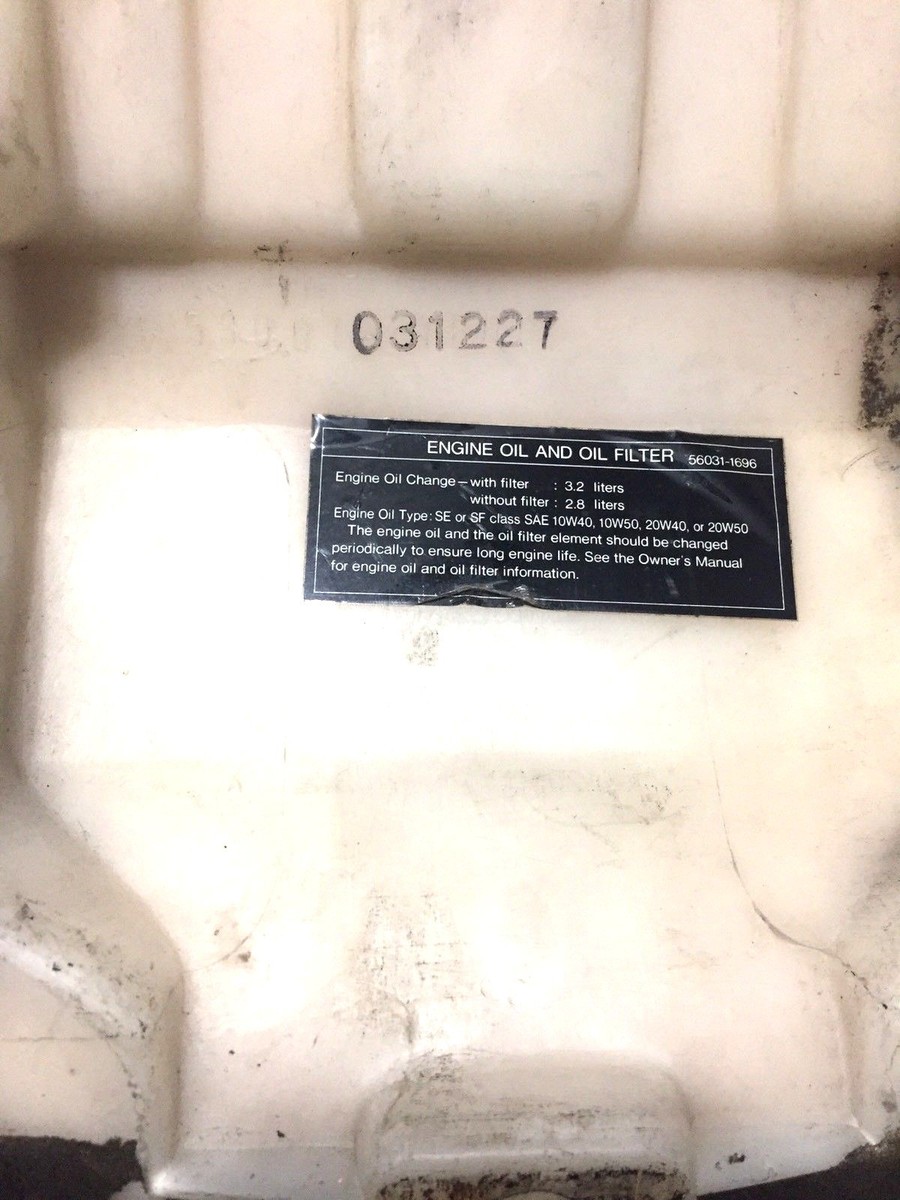 031227
ENGINE OIL AND OIL FILTER 56031-1696
Engine Oil Change – with filter : 3.2 liters
without filter : 2.8 liters
Engine Oil Type: SE or SF class SAE 10W40, 10W50, 20W40, or 20W50
The engine oil and the oil filter element should be changed
periodically to ensure long engine life. See the Owner's Manual
for engine oil and oil filter information.